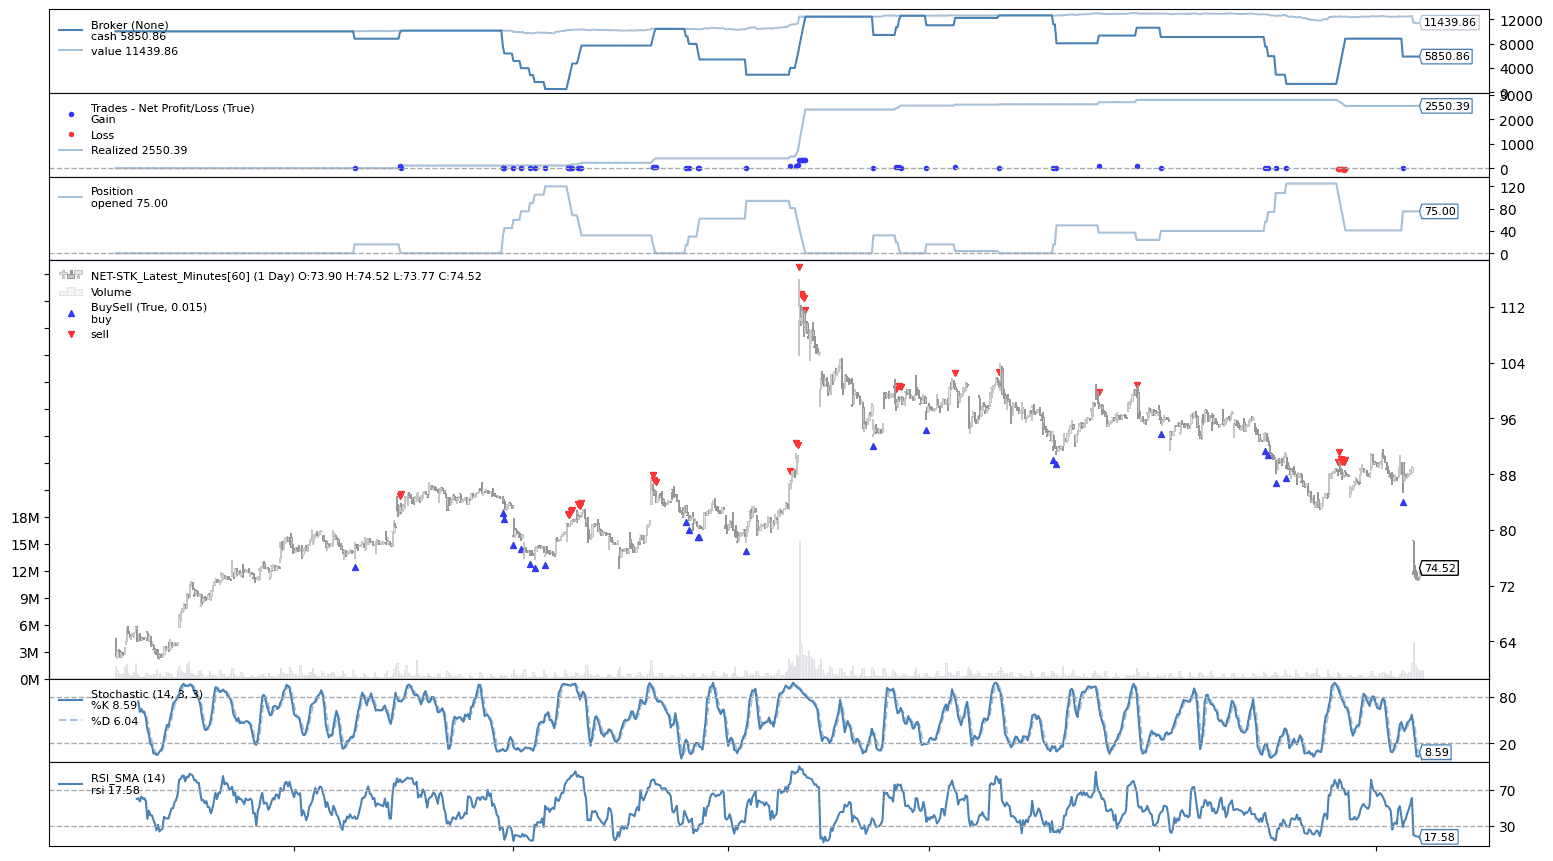 Broker (None)
cash 5850.86
value 11439.86
12000
11439.86
8000
5850.86
4000
0
Trades - Net Profit/Loss (True)
Gain
Loss
Realized 2550.39
3000
2550.39
2000
1000
0
Position
opened 75.00
120
80
75.00
40
0
NET-STK_Latest_Minutes[60] (1 Day) O:73.90 H:74.52 L:73.77 C:74.52
Volume
BuySell (True, 0.015)
buy
sell
112
104
96
88
80
74.52
72
64
18M
15M
12M
9M
6M
3M
0M
Stochastic (14, 3, 3)
%K 8.59
%D 6.04
80
20
8.59
RSI_SMA (14)
rsi 17.58
70
30
17.58